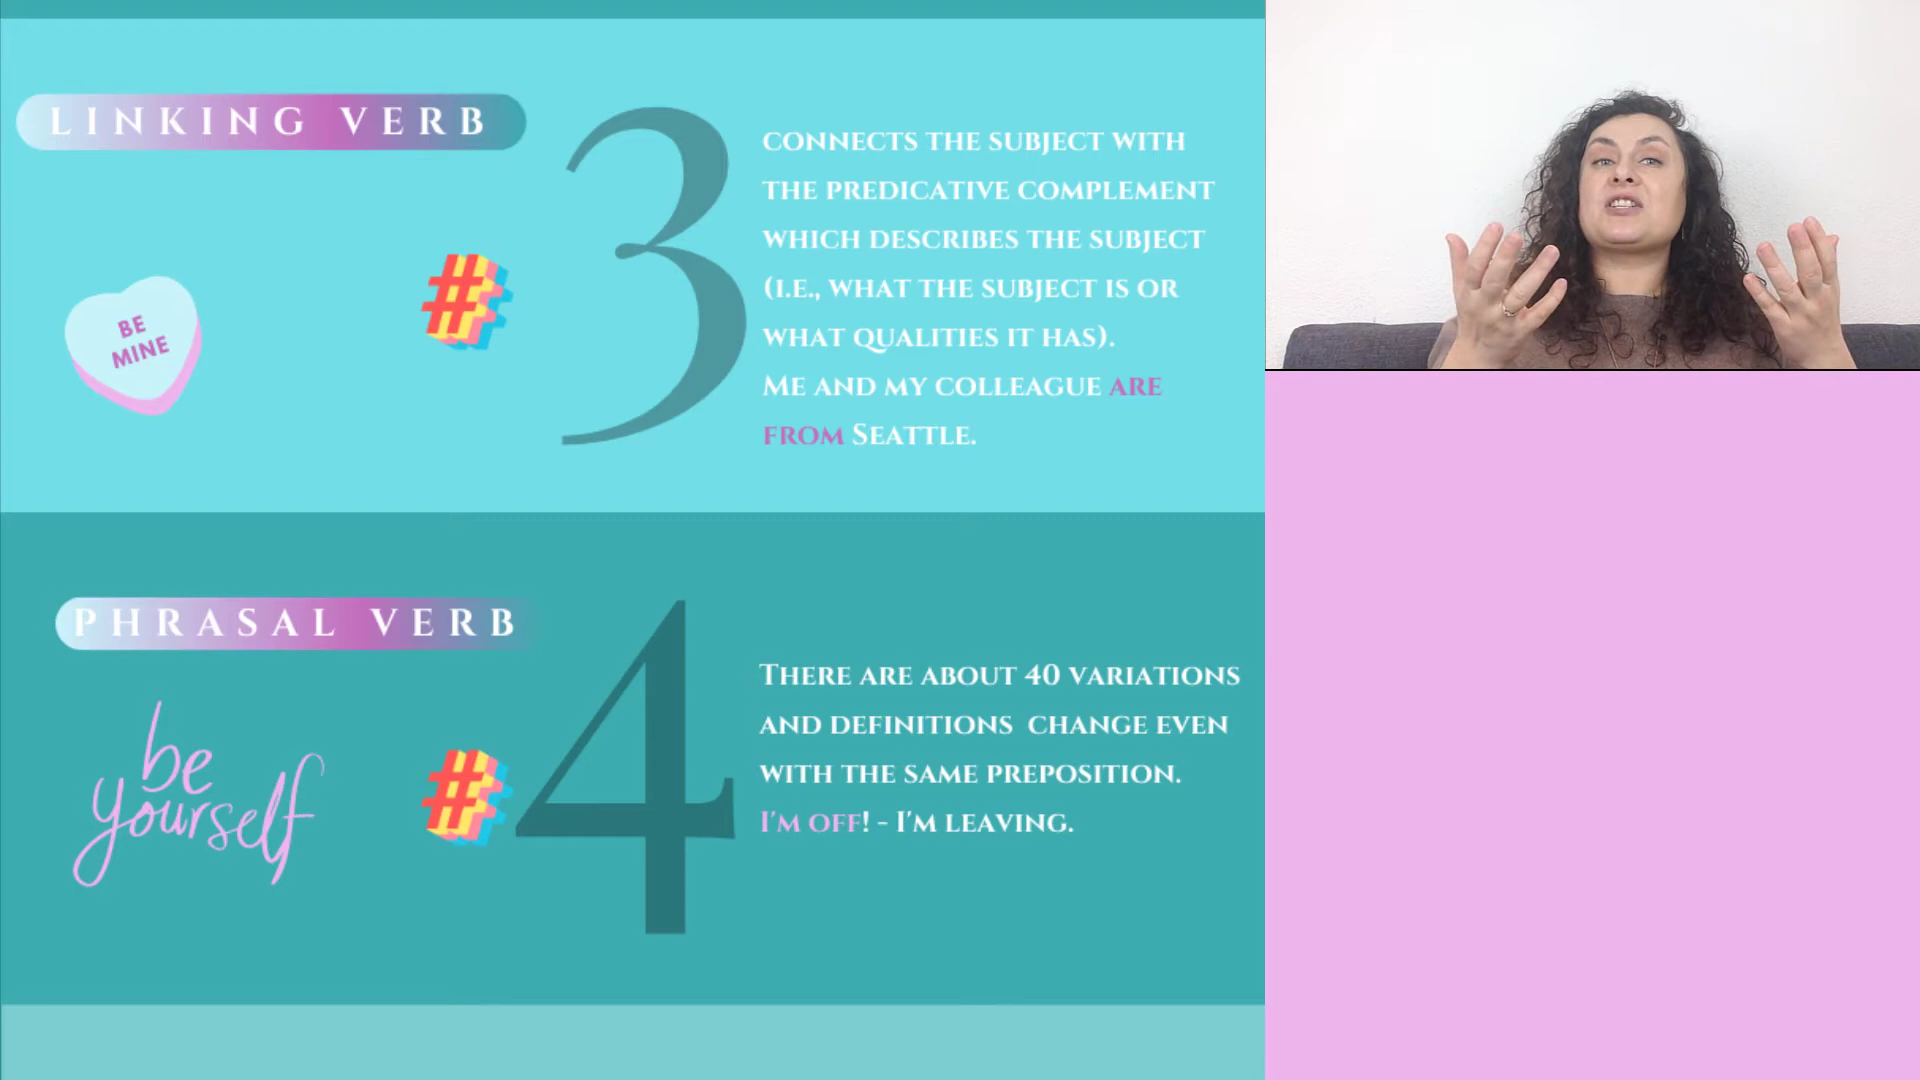 LINKING VERB
3
CONNECTS THE SUBJECT WITH
THE PREDICATIVE COMPLEMENT
WHICH DESCRIBES THE SUBJECT
(I.E., WHAT THE SUBJECT IS OR
WHAT QUALITIES IT HAS).
ME AND MY COLLEAGUE ARE
FROM SEATTLE.
#
BE
MINE
PHRASAL VERB
4
THERE ARE ABOUT 40 VARIATIONS
AND DEFINITIONS CHANGE EVEN
WITH THE SAME PREPOSITION.
I'M OFF! - I'M LEAVING.
#
be
yourself